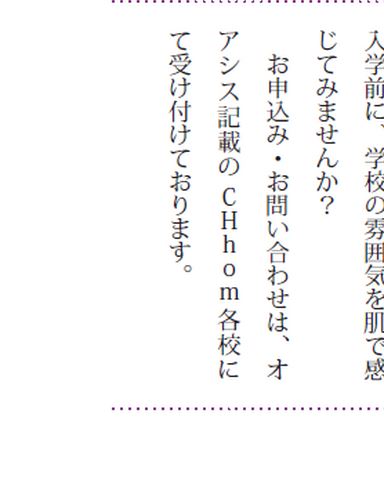 入学前に、学校の雰囲気を肌で感
じてみませんか？
お申込み・お問い合わせは、オ
アシス記載のCHhom各校に
て受け付けております。